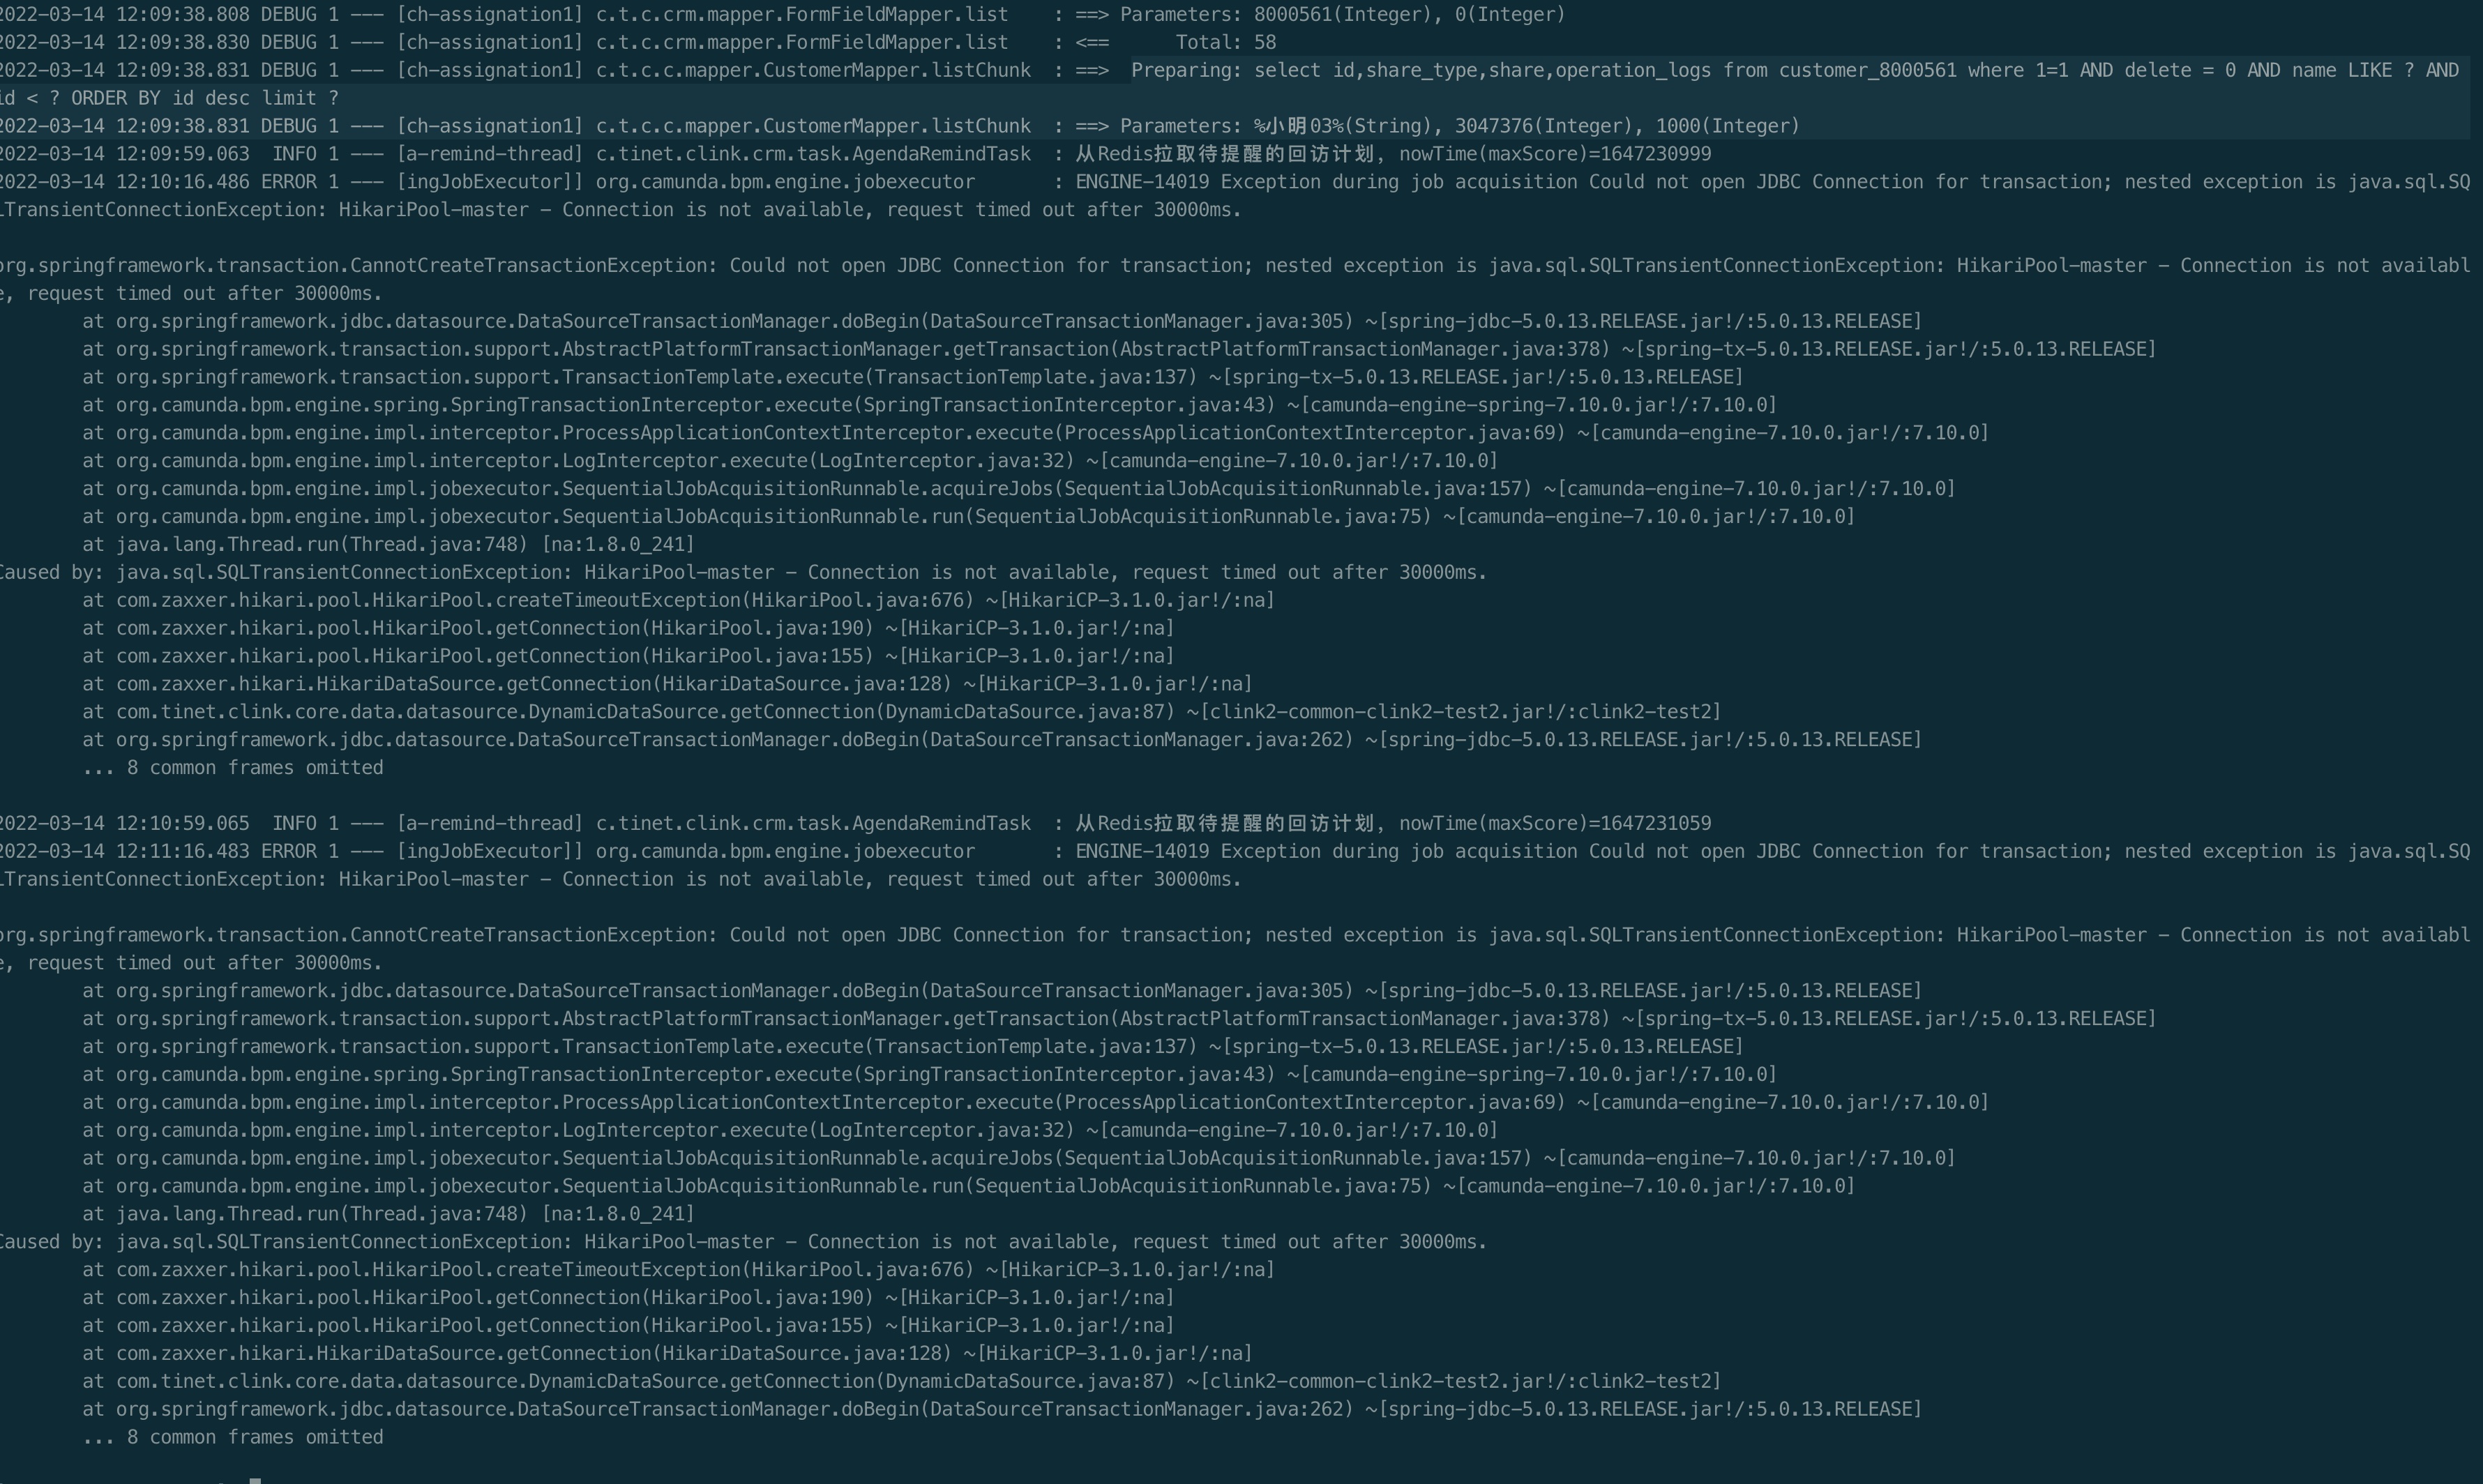 2022-03-14 12:09:38.808 DEBUG 1 --- [ch-assignation1] c.t.c.crm.mapper.FormFieldMapper.list    : ==> Parameters: 8000561(Integer), 0(Integer)
2022-03-14 12:09:38.830 DEBUG 1 --- [ch-assignation1] c.t.c.crm.mapper.FormFieldMapper.list    : <==      Total: 58
2022-03-14 12:09:38.831 DEBUG 1 --- [ch-assignation1] c.t.c.c.mapper.CustomerMapper.listChunk  : ==>  Preparing: select id,share_type,share,operation_logs from customer_8000561 where 1=1 AND delete = 0 AND name LIKE ? AND
id < ? ORDER BY id desc limit ?
2022-03-14 12:09:38.831 DEBUG 1 --- [ch-assignation1] c.t.c.c.mapper.CustomerMapper.listChunk  : ==> Parameters: %小明03%(String), 3047376(Integer), 1000(Integer)
2022-03-14 12:09:59.063  INFO 1 --- [a-remind-thread] c.tinet.clink.crm.task.AgendaRemindTask  : 从Redis拉取待提醒的回访计划, nowTime(maxScore)=1647230999
2022-03-14 12:10:16.486 ERROR 1 --- [ingJobExecutor]] org.camunda.bpm.engine.jobexecutor       : ENGINE-14019 Exception during job acquisition Could not open JDBC Connection for transaction; nested exception is java.sql.SQ
LTransientConnectionException: HikariPool-master - Connection is not available, request timed out after 30000ms.
org.springframework.transaction.CannotCreateTransactionException: Could not open JDBC Connection for transaction; nested exception is java.sql.SQLTransientConnectionException: HikariPool-master - Connection is not availabl
e, request timed out after 30000ms.
at org.springframework.jdbc.datasource.DataSourceTransactionManager.doBegin(DataSourceTransactionManager.java:305) ~[spring-jdbc-5.0.13.RELEASE.jar!/:5.0.13.RELEASE]
at org.springframework.transaction.support.AbstractPlatformTransactionManager.getTransaction(AbstractPlatformTransactionManager.java:378) ~[spring-tx-5.0.13.RELEASE.jar!/:5.0.13.RELEASE]
at org.springframework.transaction.support.TransactionTemplate.execute(TransactionTemplate.java:137) ~[spring-tx-5.0.13.RELEASE.jar!/:5.0.13.RELEASE]
at org.camunda.bpm.engine.spring.SpringTransactionInterceptor.execute(SpringTransactionInterceptor.java:43) ~[camunda-engine-spring-7.10.0.jar!/:7.10.0]
at org.camunda.bpm.engine.impl.interceptor.ProcessApplicationContextInterceptor.execute(ProcessApplicationContextInterceptor.java:69) ~[camunda-engine-7.10.0.jar!/:7.10.0]
at org.camunda.bpm.engine.impl.interceptor.LogInterceptor.execute(LogInterceptor.java:32) ~[camunda-engine-7.10.0.jar!/:7.10.0]
at org.camunda.bpm.engine.impl.jobexecutor.SequentialJobAcquisitionRunnable.acquireJobs(SequentialJobAcquisitionRunnable.java:157) ~[camunda-engine-7.10.0.jar!/:7.10.0]
at org.camunda.bpm.engine.impl.jobexecutor.SequentialJobAcquisitionRunnable.run(SequentialJobAcquisitionRunnable.java:75) ~[camunda-engine-7.10.0.jar!/:7.10.0]
at java.lang.Thread.run(Thread.java:748) [na:1.8.0_241]
Caused by: java.sql.SQLTransientConnectionException: HikariPool-master - Connection is not available, request timed out after 30000ms.
at com.zaxxer.hikari.pool.HikariPool.createTimeoutException(HikariPool.java:676) ~[HikariCP-3.1.0.jar!/:na]
at com.zaxxer.hikari.pool.HikariPool.getConnection(HikariPool.java:190) ~[HikariCP-3.1.0.jar!/:na]
at com.zaxxer.hikari.pool.HikariPool.getConnection(HikariPool.java:155) ~[HikariCP-3.1.0.jar!/:na]
at com.zaxxer.hikari.HikariDataSource.getConnection(HikariDataSource.java:128) ~[HikariCP-3.1.0.jar!/:na]
at com.tinet.clink.core.data.datasource.DynamicDataSource.getConnection(DynamicDataSource.java:87) ~[clink2-common-clink2-test2.jar!/:clink2-test2]
at org.springframework.jdbc.datasource.DataSourceTransactionManager.doBegin(DataSourceTransactionManager.java:262) ~[spring-jdbc-5.0.13.RELEASE.jar!/:5.0.13.RELEASE]
... 8 common frames omitted
2022-03-14 12:10:59.065  INFO 1 --- [a-remind-thread] c.tinet.clink.crm.task.AgendaRemindTask  : 从Redis拉取待提醒的回访计划, nowTime(maxScore)=1647231059
2022-03-14 12:11:16.483 ERROR 1 --- [ingJobExecutor]] org.camunda.bpm.engine.jobexecutor       : ENGINE-14019 Exception during job acquisition Could not open JDBC Connection for transaction; nested exception is java.sql.SQ
LTransientConnectionException: HikariPool-master - Connection is not available, request timed out after 30000ms.
org.springframework.transaction.CannotCreateTransactionException: Could not open JDBC Connection for transaction; nested exception is java.sql.SQLTransientConnectionException: HikariPool-master - Connection is not availabl
e, request timed out after 30000ms.
at org.springframework.jdbc.datasource.DataSourceTransactionManager.doBegin(DataSourceTransactionManager.java:305) ~[spring-jdbc-5.0.13.RELEASE.jar!/:5.0.13.RELEASE]
at org.springframework.transaction.support.AbstractPlatformTransactionManager.getTransaction(AbstractPlatformTransactionManager.java:378) ~[spring-tx-5.0.13.RELEASE.jar!/:5.0.13.RELEASE]
at org.springframework.transaction.support.TransactionTemplate.execute(TransactionTemplate.java:137) ~[spring-tx-5.0.13.RELEASE.jar!/:5.0.13.RELEASE]
at org.camunda.bpm.engine.spring.SpringTransactionInterceptor.execute(SpringTransactionInterceptor.java:43) ~[camunda-engine-spring-7.10.0.jar!/:7.10.0]
at org.camunda.bpm.engine.impl.interceptor.ProcessApplicationContextInterceptor.execute(ProcessApplicationContextInterceptor.java:69) ~[camunda-engine-7.10.0.jar!/:7.10.0]
at org.camunda.bpm.engine.impl.interceptor.LogInterceptor.execute(LogInterceptor.java:32) ~[camunda-engine-7.10.0.jar!/:7.10.0]
at org.camunda.bpm.engine.impl.jobexecutor.SequentialJobAcquisitionRunnable.acquireJobs(SequentialJobAcquisitionRunnable.java:157) ~[camunda-engine-7.10.0.jar!/:7.10.0]
at org.camunda.bpm.engine.impl.jobexecutor.SequentialJobAcquisitionRunnable.run(SequentialJobAcquisitionRunnable.java:75) ~[camunda-engine-7.10.0.jar!/:7.10.0]
at java.lang.Thread.run(Thread.java:748) [na:1.8.0_241]
Caused by: java.sql.SQLTransientConnectionException: HikariPool-master - Connection is not available, request timed out after 30000ms.
at com.zaxxer.hikari.pool.HikariPool.createTimeoutException(HikariPool.java:676) ~[HikariCP-3.1.0.jar!/:na]
at com.zaxxer.hikari.pool.HikariPool.getConnection(HikariPool.java:190) ~[HikariCP-3.1.0.jar!/:na]
at com.zaxxer.hikari.pool.HikariPool.getConnection(HikariPool.java:155) ~[HikariCP-3.1.0.jar!/:na]
at com.zaxxer.hikari.HikariDataSource.getConnection(HikariDataSource.java:128) ~[HikariCP-3.1.0.jar!/:na]
at com.tinet.clink.core.data.datasource.DynamicDataSource.getConnection(DynamicDataSource.java:87) ~[clink2-common-clink2-test2.jar!/:clink2-test2]
at org.springframework.jdbc.datasource.DataSourceTransactionManager.doBegin(DataSourceTransactionManager.java:262) ~[spring-jdbc-5.0.13.RELEASE.jar!/:5.0.13.RELEASE]
... 8 common frames omitted